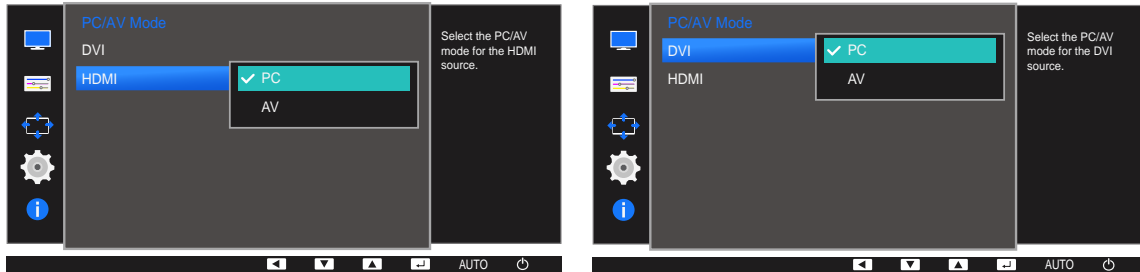 PC/AV Mode
DVI
HDMI
PC
AV
Select the PC/AV
mode for the HDMI
source.
AUTO
PC/AV Mode
DVI
HDMI
PC
AV
Select the PC/AV
mode for the DVI
source.
AUTO